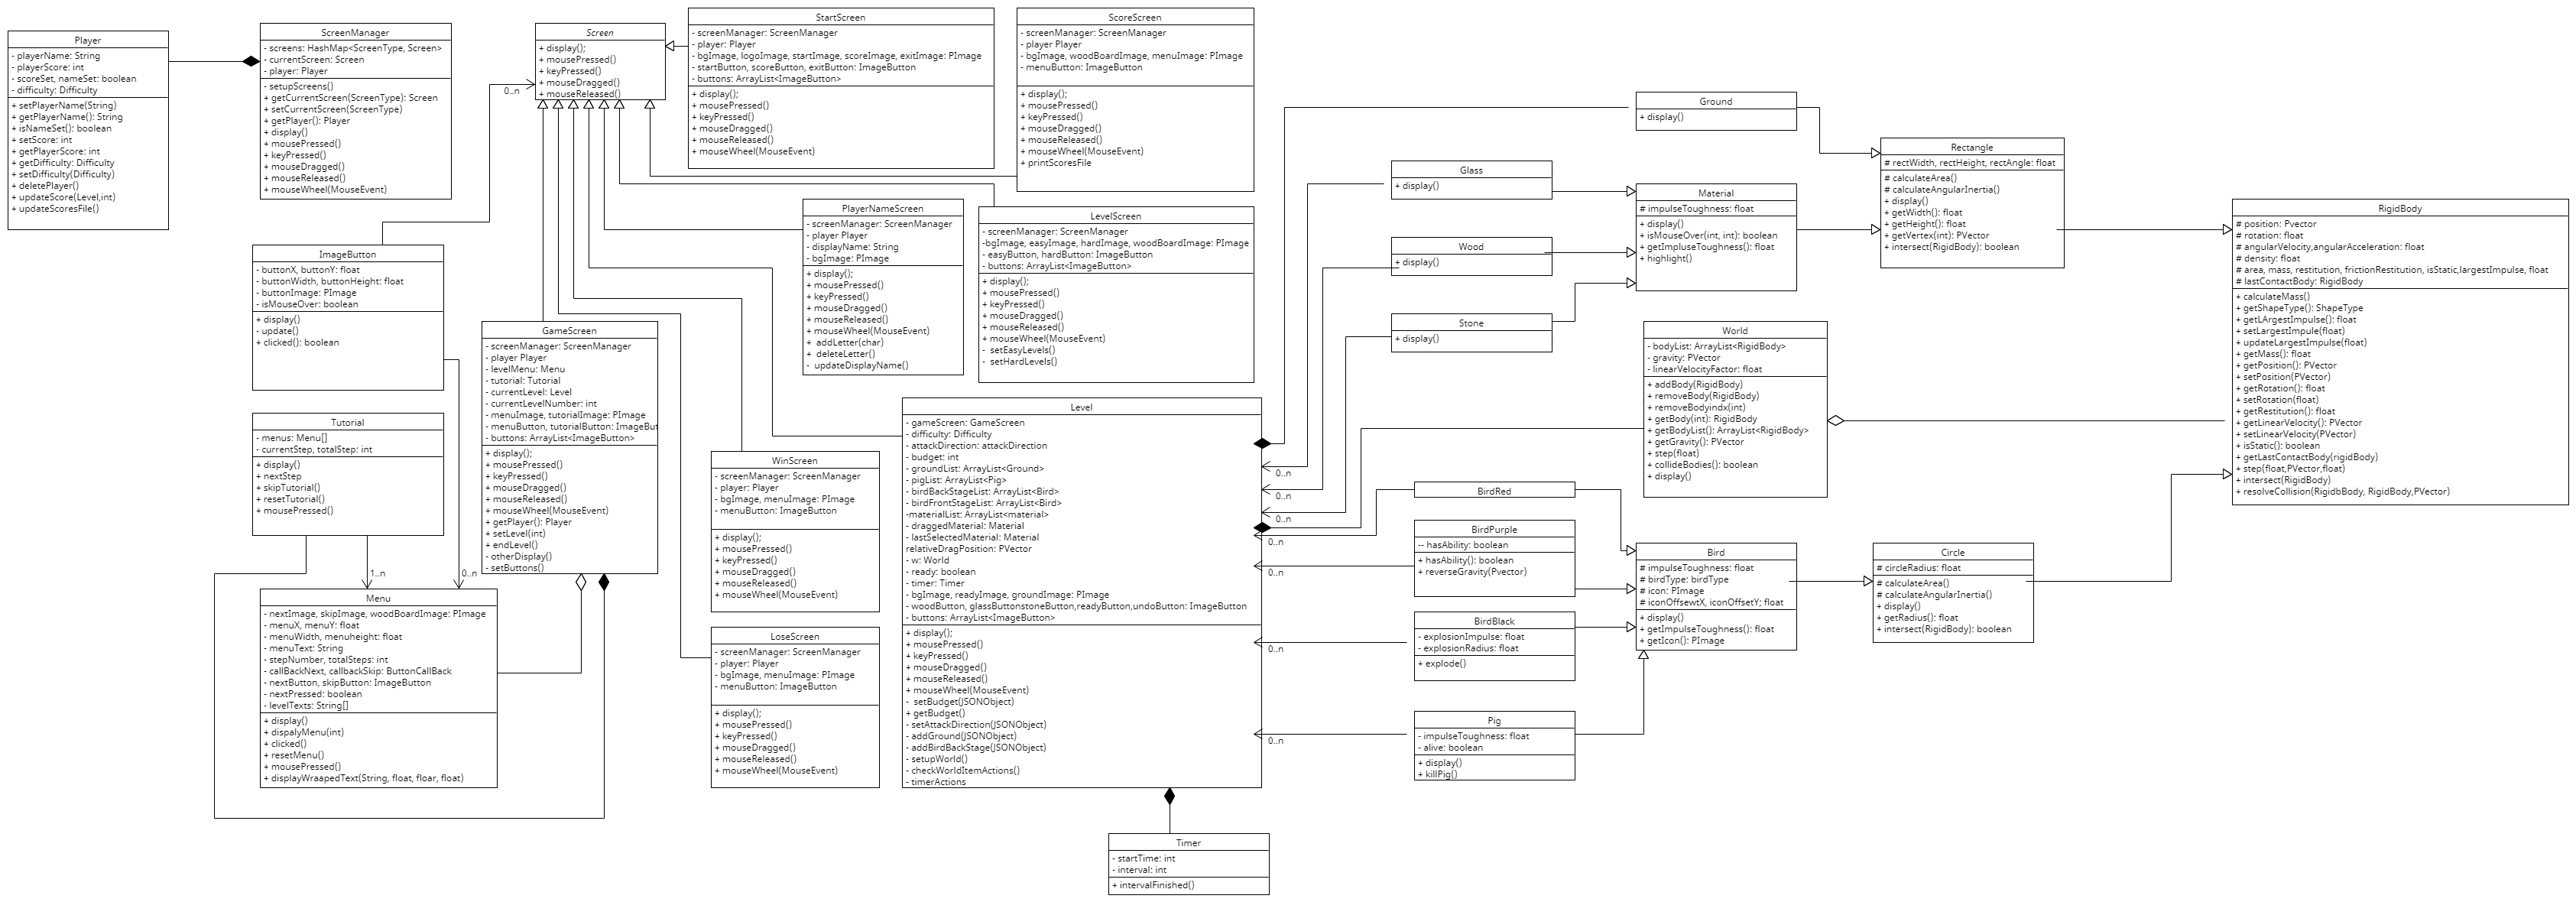 Player
- playerName: String
- playerScore: int
- scoreSet, nameSet: boolean
- difficulty: Difficulty
+ setPlayerName(String)
+ getPlayerName(): String
+ isNameSet(): boolean
+ setScore: int
+ getPlayerScore: int
+ getDifficulty: Difficulty
+ setDifficulty(Difficulty)
+ deletePlayer()
+ updateScore(Level,int)
+ updateScoresFile()
ScreenManager
- screens: HashMap<ScreenType, Screen>
- currentScreen: Screen
- player: Player
- setupScreens()
+ getCurrentScreen(ScreenType): Screen
+ setCurrentScreen(ScreenType)
+ getPlayer(): Player
+ display()
+ mousePressed()
+ keyPressed()
+ mouseDragged()
+ mouseReleased()
+ mouseWheel(MouseEvent)
Screen
+ display();
+ mousePressed()
+ keyPressed()
+ mouseDragged()
+ mouseReleased()
0..n
StartScreen
- screenManager: ScreenManager
- player: Player
- bgImage, logoImage, startImage, scoreImage, exitImage: PImage
- startButton, scoreButton, exitButton: ImageButton
- buttons: ArrayList<ImageButton>
+ display();
+ mousePressed()
+ keyPressed()
+ mouseDragged()
+ mouseReleased()
+ mouseWheel(MouseEvent)
ScoreScreen
- screenManager: ScreenManager
- player Player
- bgImage, woodBoardImage, menuImage: PImage
- menuButton: ImageButton
+ display();
+ mousePressed()
+ keyPressed()
+ mouseDragged()
+ mouseReleased()
+ mouseWheel(MouseEvent)
+ printScoresFile
PlayerNameScreen
- screenManager: ScreenManager
- player Player
- displayName: String
- bgImage: PImage
+ display();
+ mousePressed()
+ keyPressed()
+ mouseDragged()
+ mouseReleased()
+ mouseWheel(MouseEvent)
+ addLetter(char)
+ deleteLetter()
- updateDisplayName()
LevelScreen
- screenManager: ScreenManager
-bgImage, easyImage, hardImage, woodBoardImage: PImage
- easyButton, hardButton: ImageButton
- buttons: ArrayList<ImageButton>
+ display();
+ mousePressed()
+ keyPressed()
+ mouseDragged()
+ mouseReleased()
+ mouseWheel(MouseEvent)
- setEasyLevels()
- setHardLevels()
ImageButton
- buttonX, buttonY: float
- buttonWidth, buttonHeight: float
- buttonImage: PImage
- isMouseOver: boolean
+ display()
- update()
+ clicked(): boolean
Tutorial
- menus: Menu[]
- currentStep, totalStep: int
+ display()
+ nextStep
+ skipTutorial()
+ resetTutorial()
+ mousePressed()
1..n
0..n
Menu
- nextImage, skipImage, woodBoardImage: PImage
- menuX, menuY: float
- menuWidth, menuheight: float
- menuText: String
- stepNumber, totalSteps: int
- callBackNext, callbackSkip: ButtonCallBack
- nextButton, skipButton: ImageButton
- nextPressed: boolean
- levelTexts: String[]
+ display()
+ dispalyMenu(int)
+ clicked()
+ resetMenu()
+ mousePressed()
+ displayWraapedText(String, float, floar, float)
GameScreen
- screenManager: ScreenManager
- player Player
- levelMenu: Menu
- tutorial: Tutorial
- currentLevel: Level
- currentLevelNumber: int
- menuImage, tutorialImage: PImage
- menuButton, tutorialButton: ImageBut
- buttons: ArrayList<ImageButton>
+ display();
+ mousePressed()
+ keyPressed()
+ mouseDragged()
+ mouseReleased()
+ mouseWheel(MouseEvent)
+ getPlayer(): Player
+ setLevel(int)
+ endLevel()
- otherDisplay()
- setButtons()
WinScreen
- screenManager: ScreenManager
- player: Player
- bgImage, menuImage: PImage
- menuButton: ImageButton
+ display();
+ mousePressed()
+ keyPressed()
+ mouseDragged()
+ mouseReleased()
+ mouseWheel(MouseEvent)
LoseScreen
- screenManager: ScreenManager
- player: Player
- bgImage, menuImage: PImage
- menuButton: ImageButton
+ display();
+ mousePressed()
+ keyPressed()
+ mouseDragged()
+ mouseReleased()
+ mouseWheel(MouseEvent)
Level
- gameScreen: GameScreen
- difficulty: Difficulty
- attackDirection: attackDirection
- budget: int
- groundList: ArrayList<Ground>
- pigList: ArrayList<Pig>
- birdBackStageList: ArrayList<Bird>
- birdFrontStageList: ArrayList<Bird>
-materialList: ArrayList<material>
- draggedMaterial: Material
- lastSelectedMaterial: Material
relativeDragPosition: PVector
- w: World
- ready: boolean
- timer: Timer
- bgImage, readyImage, groundImage: PImage
- woodButton, glassButtonstoneButton,readyButton,undoButton: ImageButton
- buttons: ArrayList<ImageButton>
+ display();
+ mousePressed()
+ keyPressed()
+ mouseDragged()
+ mouseReleased()
+ mouseWheel(MouseEvent)
- setBudget(JSONObject)
+ getBudget()
- setAttackDirection(JSONObject)
- addGround(JSONObject)
- addBirdBackStage(JSONObject)
- setupWorld()
- checkWorldItemActions()
- timerActions
0..n
0..n
0..n
0..n
0..n
0..n
0..n
Timer
- startTime: int
- interval: int
+ intervalFinished()
Glass
+ display()
Wood
+ display()
Stone
+ display()
BirdRed
BirdPurple
-- hasAbility: boolean
+ hasAbility(): boolean
+ reverseGravity(Pvector)
BirdBlack
- explosionImpulse: float
- explosionRadius: float
+ explode()
Pig
- impulseToughness: float
- alive: boolean
+ display()
+ killPig()
Ground
+ display()
Material
# impulseToughness: float
+ display()
+ isMouseOver(int, int): boolean
+ getImpluseToughness(): float
+ highlight()
World
- bodyList: ArrayList<RigidBody>
- gravity: PVector
- linearVelocityFactor: float
+ addBody(RigidBody)
+ removeBody(RigidBody)
+ removeBodyindx(int)
+ getBody(int): RigidBody
+ getBodyList(): ArrayList<RigidBody>
+ getGravity(): PVector
+ step(float)
+ collideBodies(): boolean
+ display()
Bird
# impulseToughness: float
# birdType: birdType
# icon: PImage
# iconOffsewtX, iconOffsetY; float
+ display()
+ getImpulseToughness(): float
+ getIcon(): PImage
Rectangle
# rectWidth, rectHeight, rectAngle: float
# calculateArea()
# calculateAngularInertia()
+ display()
+ getWidth(): float
+ getHeight(): float
+ getVertex(int): PVector
+ intersect(RigidBody): boolean
Circle
# circleRadius: float
# calculateArea()
# calculateAngularInertia()
+ display()
+ getRadius(): float
+ intersect(RigidBody): boolean
RigidBody
# position: Pvector
# rotation: float
# angularVelocity,angularAcceleration: float
# density: float
# area, mass, restitution, frictionRestitution, isStatic,largestImpulse, float
# lastContactBody: RigidBody
+ calculateMass()
+ getShapeType(): ShapeType
+ getLArgestImpulse(): float
+ setLargestImpule(float)
+ updateLargestImpulse(float)
+ getMass(): float
+ getPosition(): PVector
+ setPosition(PVector)
+ getRotation(): float
+ setRotation(float)
+ getRestitution(): float
+ getLinearVelocity(): PVector
+ setLinearVelocity(PVector)
+ isStatic(): boolean
+ getLastContactBody(rigidBody)
+ step(float,PVector,float)
+ intersect(RigidBody)
+ resolveCollision(RigidbBody, RigidBody,PVector)